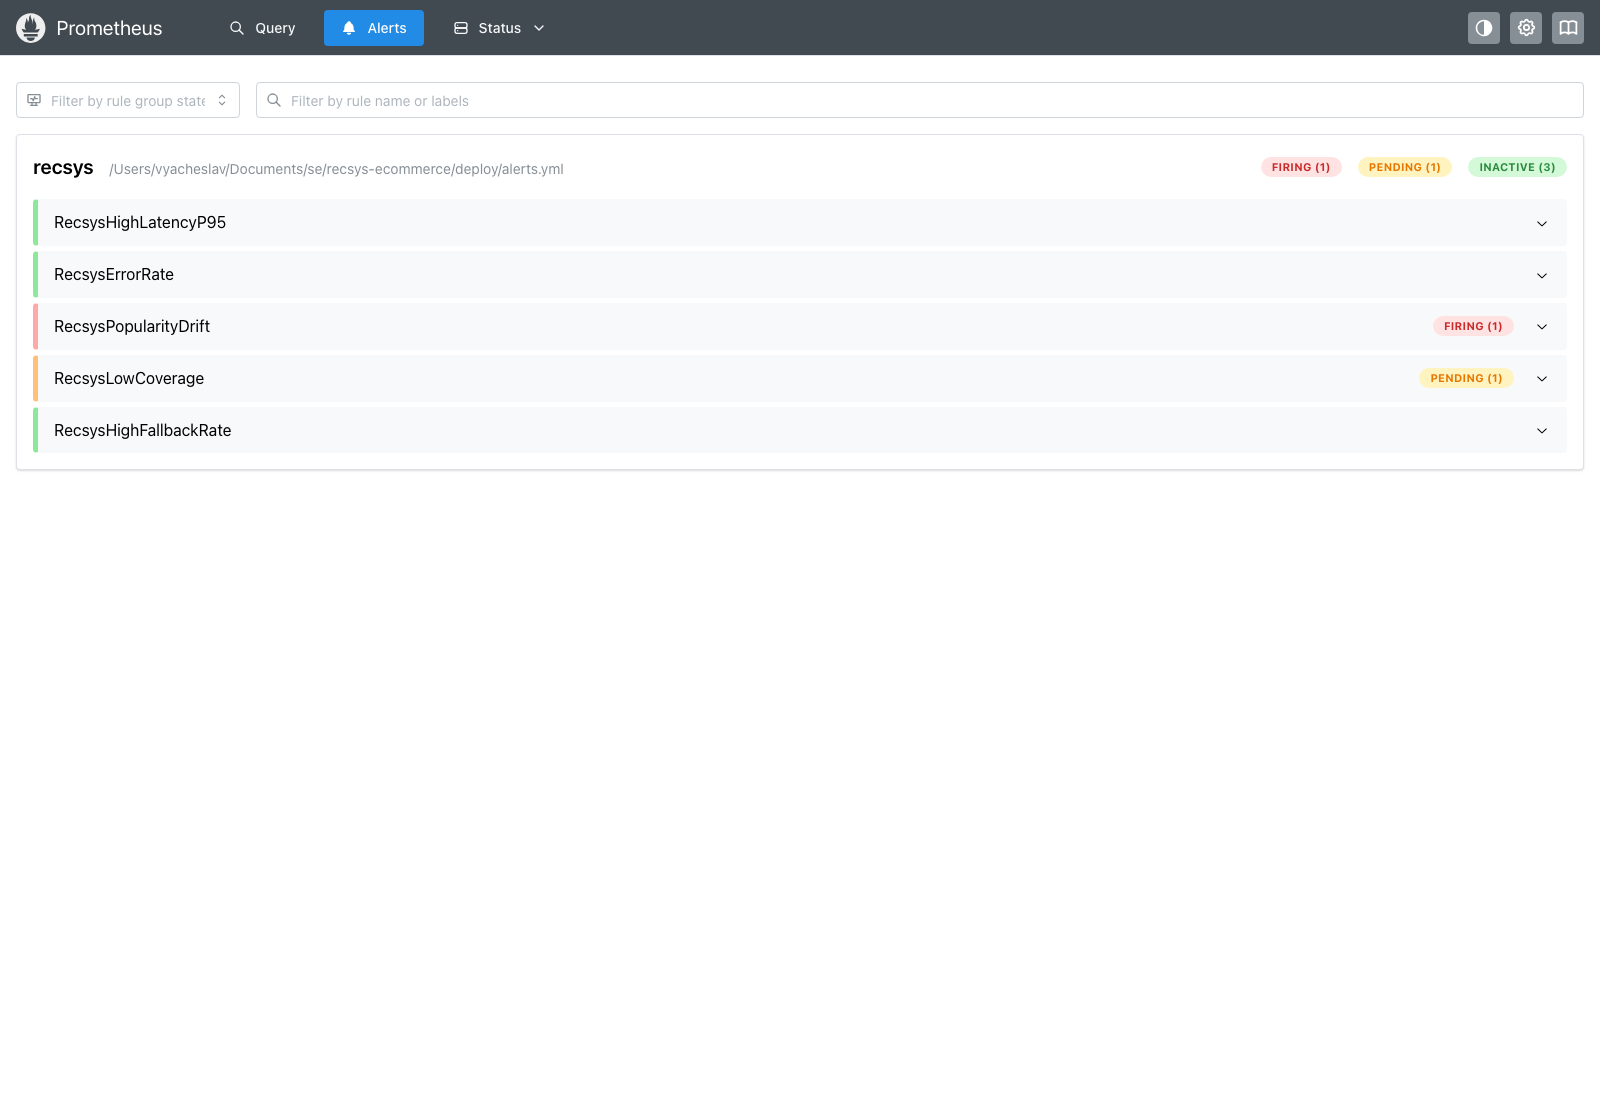 Prometheus Query Alerts Status
Filter by rule group state Filter by rule name or labels
recsys /Users/vyacheslav/Documents/se/recsys-ecommerce/deploy/alerts.yml FIRING (1) PENDING (1) INACTIVE (3)
RecsysHighLatencyP95
RecsysErrorRate
RecsysPopularityDrift FIRING (1)
RecsysLowCoverage PENDING (1)
RecsysHighFallbackRate